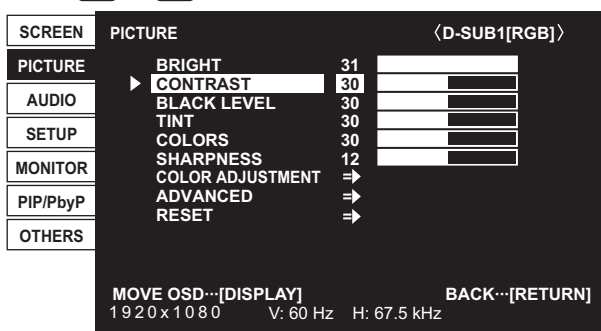 SCREEN
PICTURE
AUDIO
SETUP
MONITOR
PIP/PbyP
OTHERS
PICTURE 〈D-SUB1[RGB]〉
BRIGHT 31
CONTRAST 30
BLACK LEVEL 30
TINT 30
COLORS 30
SHARPNESS 12
COLOR ADJUSTMENT
ADVANCED
RESET
MOVE OSD···[DISPLAY] BACK···[RETURN]
1920x1080 V: 60 Hz H: 67.5 kHz